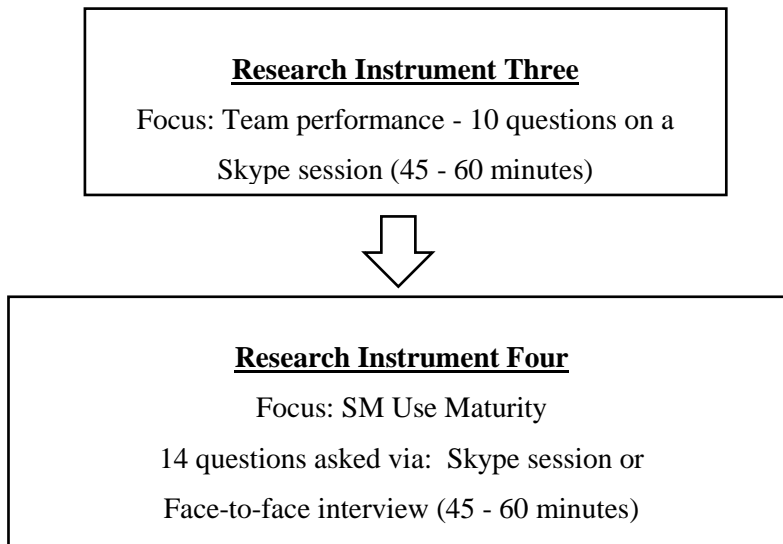 Research Instrument Three
Focus: Team performance - 10 questions on a
Skype session (45 - 60 minutes)
Research Instrument Four
Focus: SM Use Maturity
14 questions asked via:  Skype session or
Face-to-face interview (45 - 60 minutes)